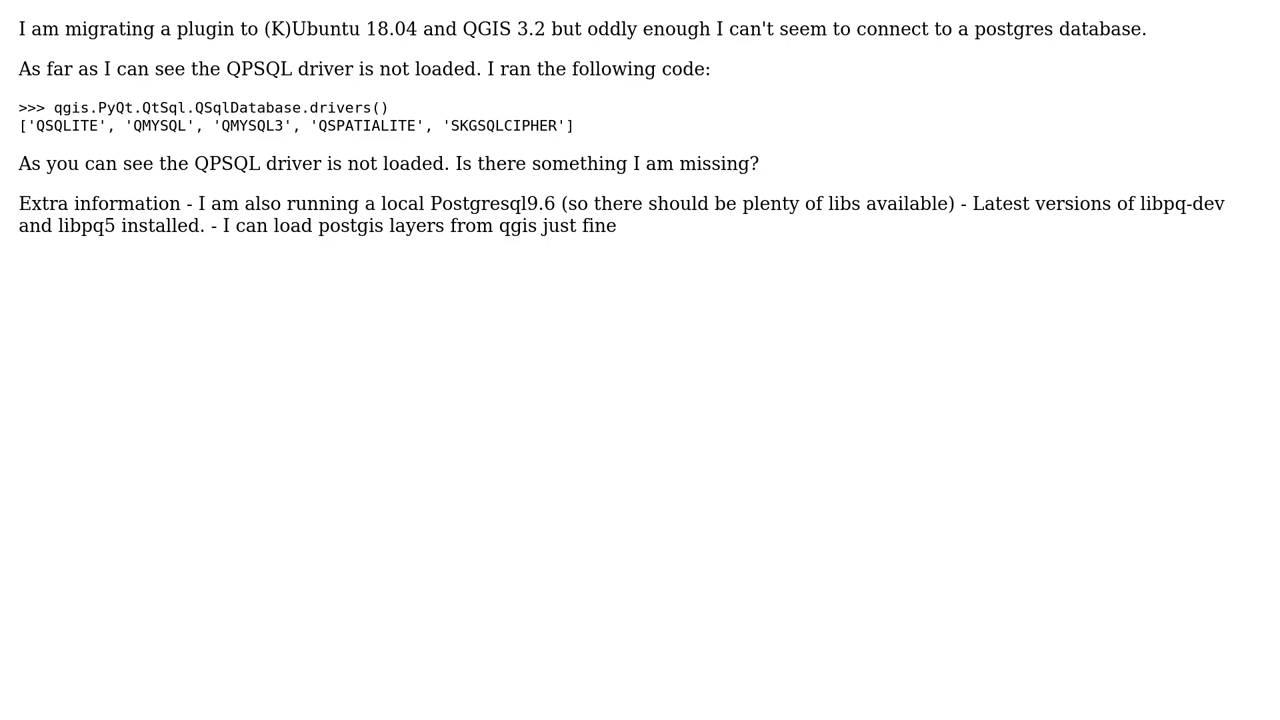 I am migrating a plugin to (K)Ubuntu 18.04 and QGIS 3.2 but oddly enough I can't seem to connect to a postgres database.
As far as I can see the QPSQL driver is not loaded. I ran the following code:
>>> qgis.PyQt.QtSql.QSqlDatabase.drivers()
['QSQLITE', 'QMYSQL', 'QMYSQL3', 'QSPATIALITE', 'SKGSQLCIPHER']
As you can see the QPSQL driver is not loaded. Is there something I am missing?
Extra information - I am also running a local Postgresql9.6 (so there should be plenty of libs available) - Latest versions of libpq-dev
and libpq5 installed. - I can load postgis layers from qgis just fine